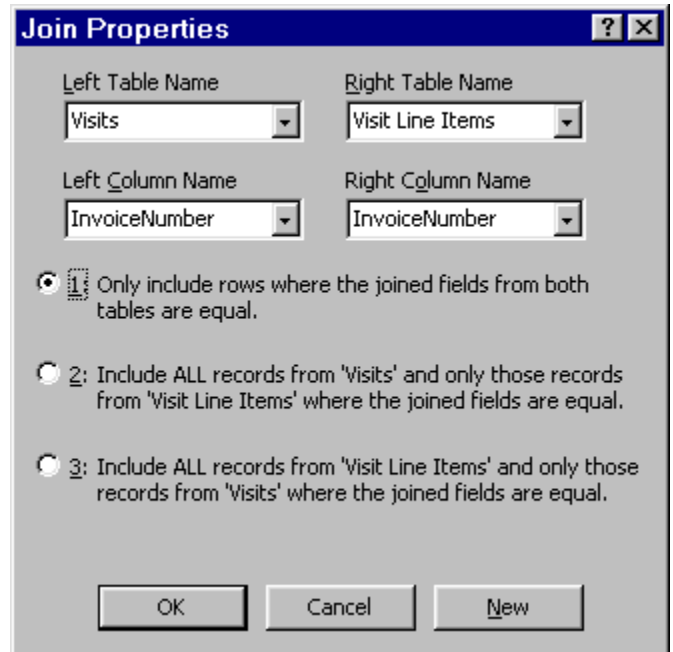 Join Properties
Left Table Name
Right Table Name
Visits
Visit Line Items
Left Column Name
Right Column Name
InvoiceNumber
InvoiceNumber
1: Only include rows where the joined fields from both
tables are equal.
2: Include ALL records from 'Visits' and only those records
from 'Visit Line Items' where the joined fields are equal.
3: Include ALL records from 'Visit Line Items' and only those
records from 'Visits' where the joined fields are equal.
OK
Cancel
New